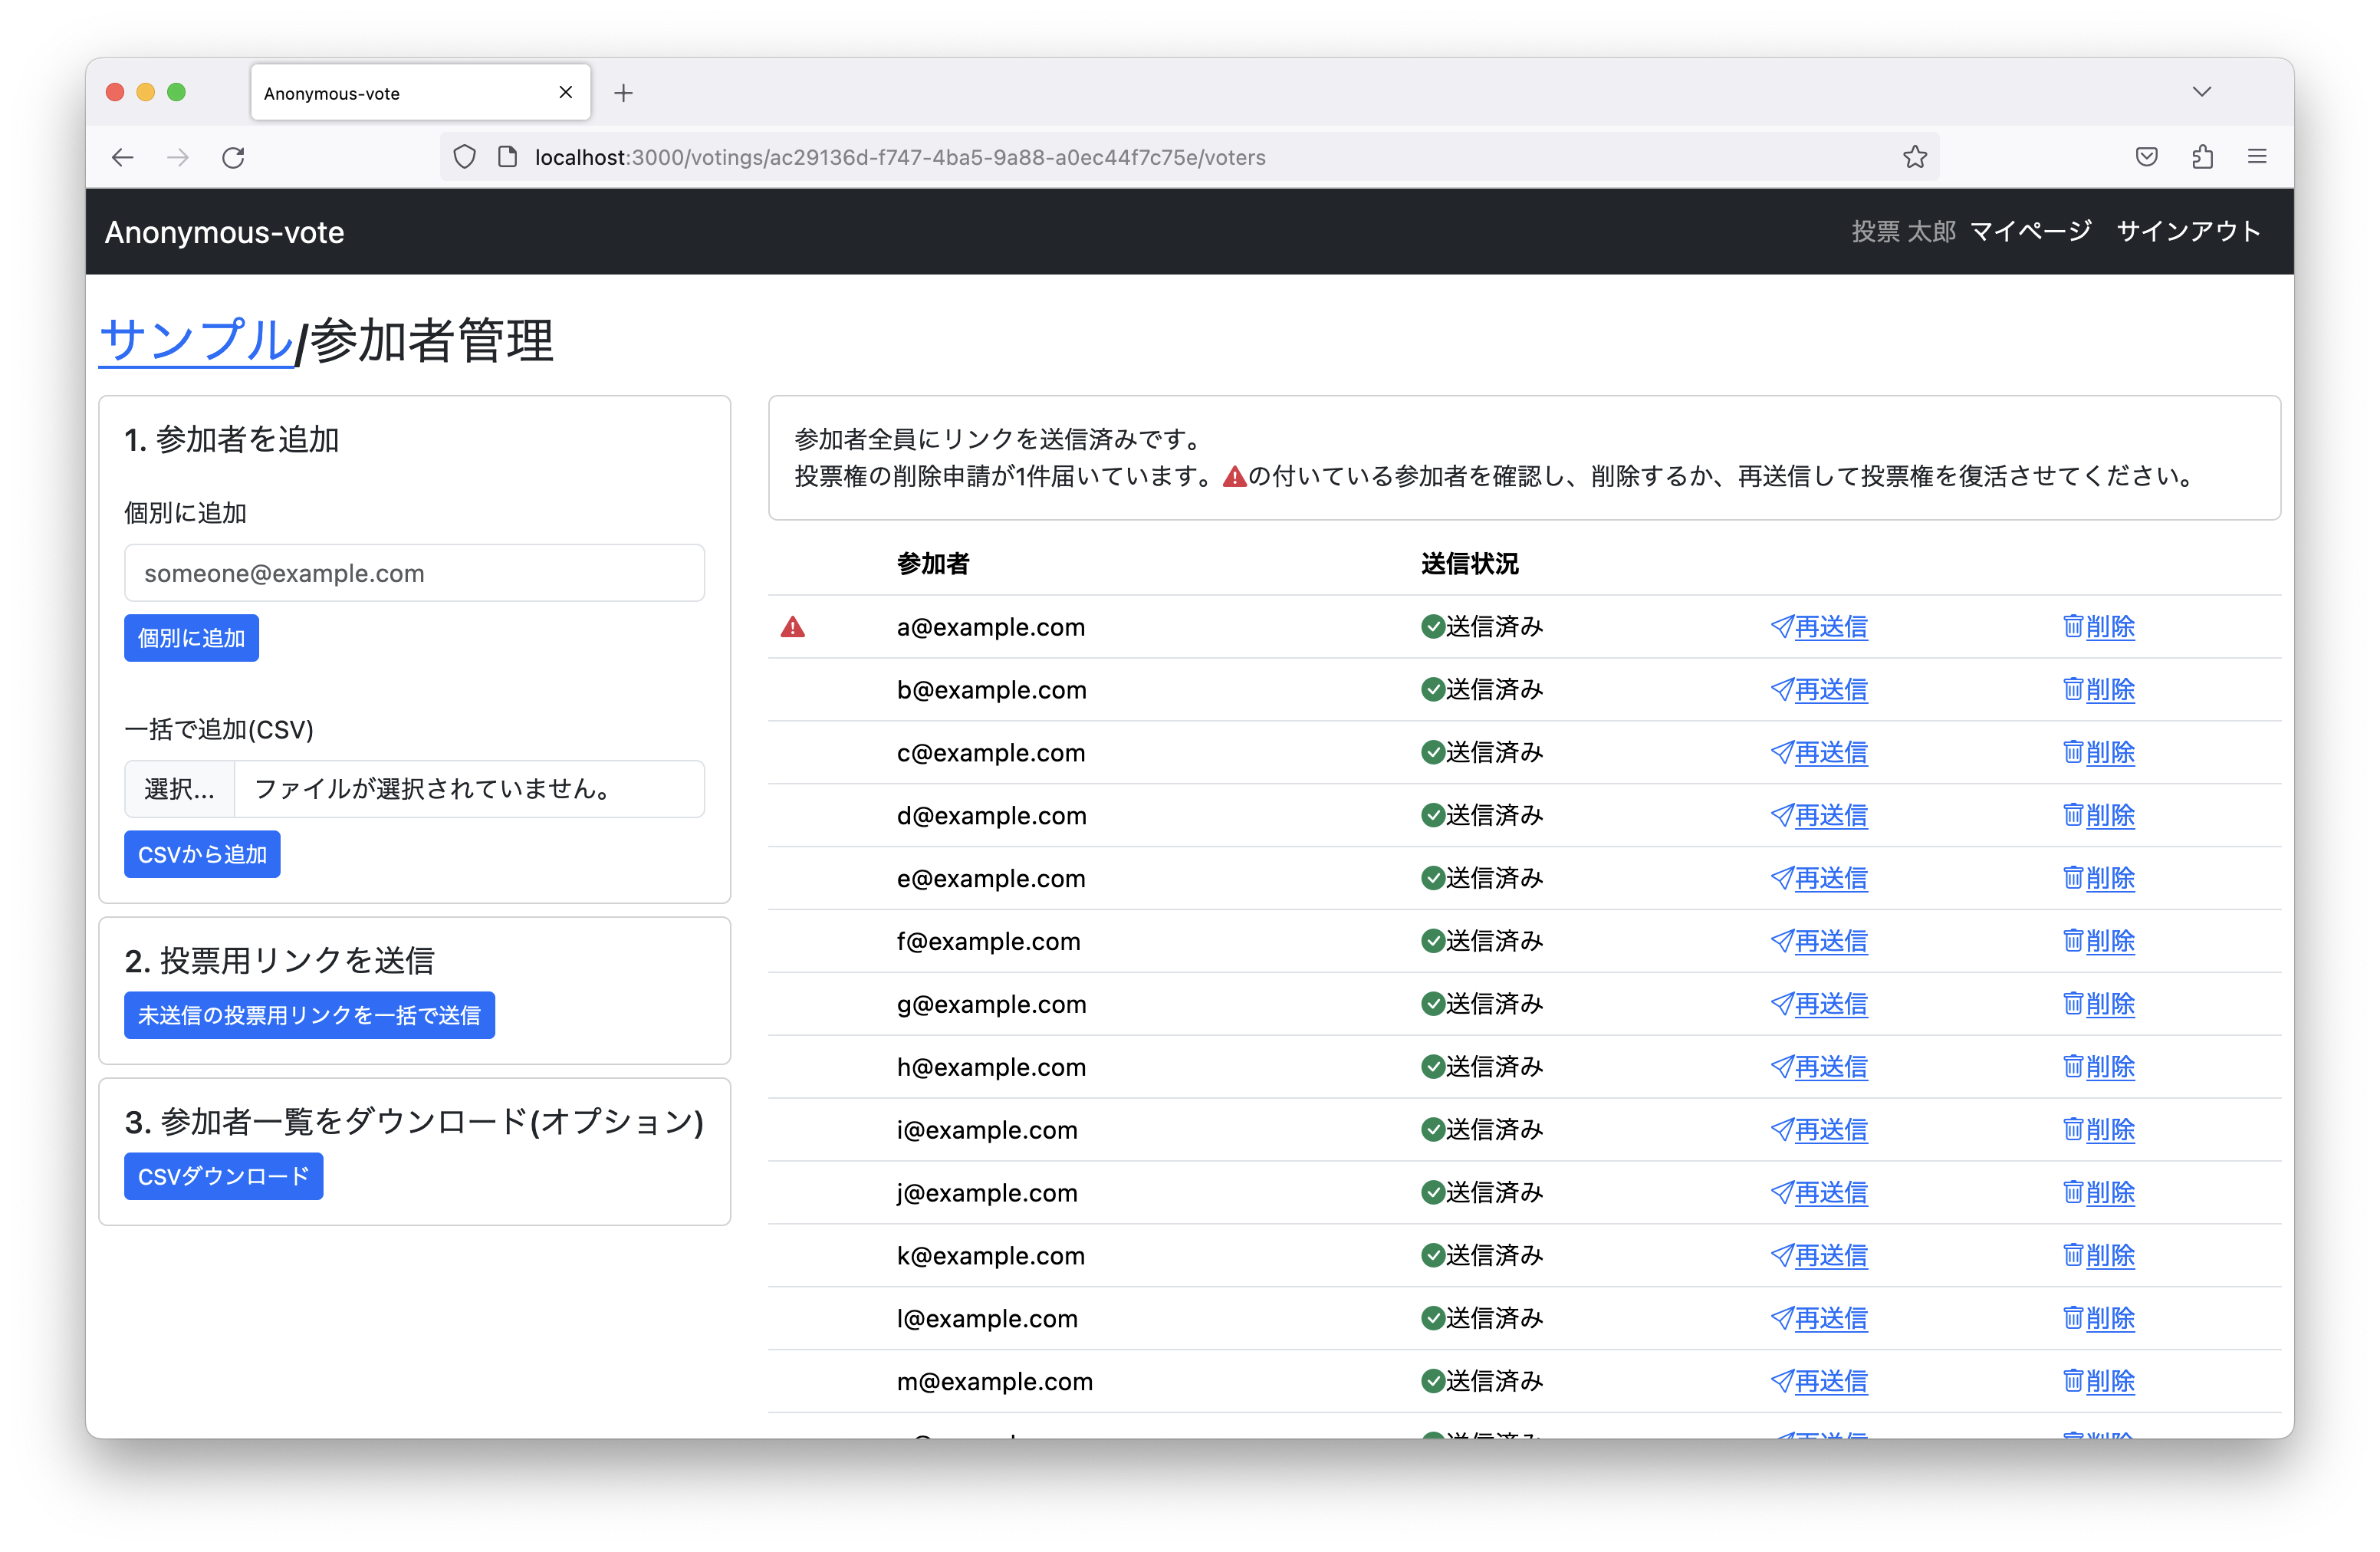 Anonymous-vote
localhost:3000/votings/ac29136d-f747-4ba5-9a88-a0ec44f7c75e/voters
Anonymous-vote
投票 太郎 マイページ サインアウト
サンプル/参加者管理
1. 参加者を追加
個別に追加
someone@example.com
個別に追加
一括で追加(CSV)
選択... ファイルが選択されていません。
CSVから追加
2. 投票用リンクを送信
未送信の投票用リンクを一括で送信
3. 参加者一覧をダウンロード(オプション)
CSVダウンロード
参加者全員にリンクを送信済みです。
投票権の削除申請が1件届いています。の付いている参加者を確認し、削除するか、再送信して投票権を復活させてください。
参加者 送信状況
a@example.com 送信済み 再送信 削除
b@example.com 送信済み 再送信 削除
c@example.com 送信済み 再送信 削除
d@example.com 送信済み 再送信 削除
e@example.com 送信済み 再送信 削除
f@example.com 送信済み 再送信 削除
g@example.com 送信済み 再送信 削除
h@example.com 送信済み 再送信 削除
i@example.com 送信済み 再送信 削除
j@example.com 送信済み 再送信 削除
k@example.com 送信済み 再送信 削除
l@example.com 送信済み 再送信 削除
m@example.com 送信済み 再送信 削除